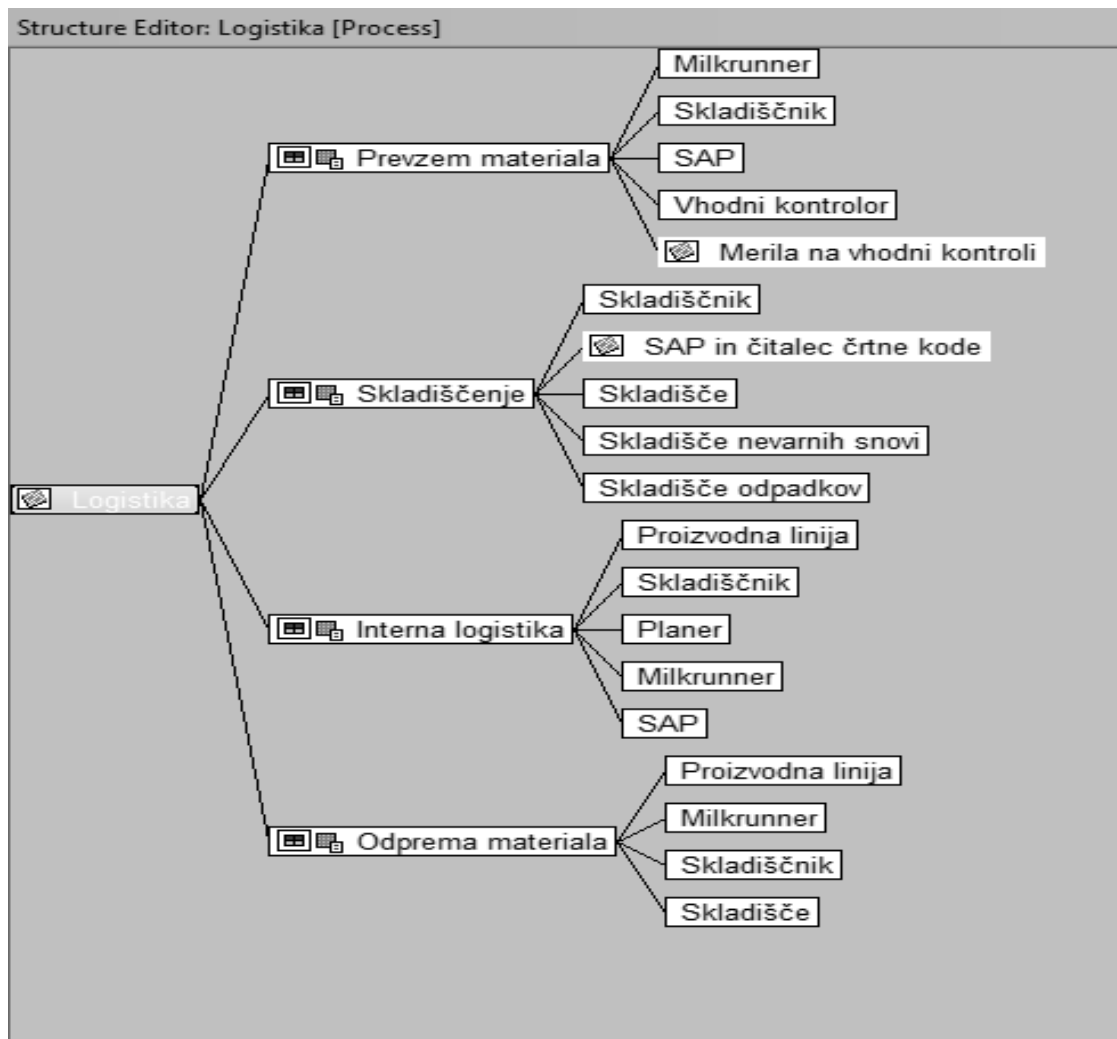 Structure Editor: Logistika [Process]
Milkrunner
Skladiščnik
Prevzem materiala
SAP
Vhodni kontrolor
Merila na vhodni kontroli
Skladiščnik
SAP in čitalec črtne kode
Skladiščenje
Skladišče
Skladišče nevarnih snovi
Skladišče odpadkov
Logistika
Proizvodna linija
Skladiščnik
Interna logistika
Planer
Milkrunner
SAP
Proizvodna linija
Milkrunner
Odprema materiala
Skladiščnik
Skladišče